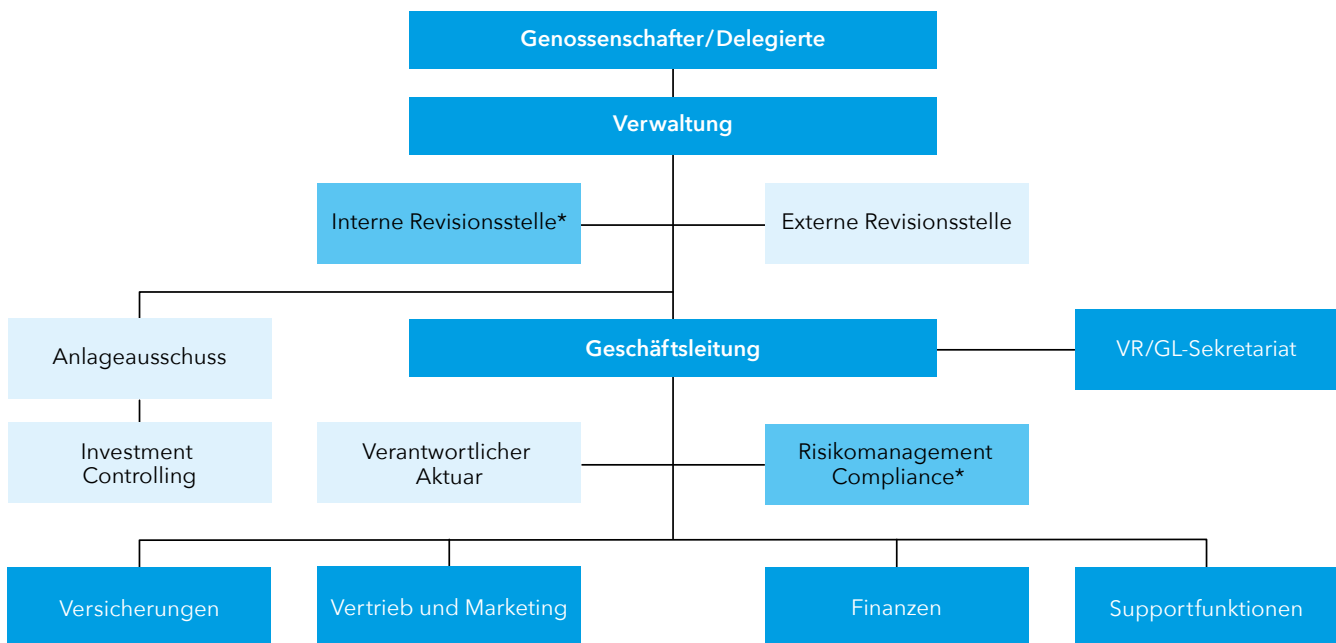 Genossenschafter/Delegierte
Verwaltung
Interne Revisionsstelle*
Externe Revisionsstelle
Anlageausschuss
Geschäftsleitung
VR/GL-Sekretariat
Investment
Controlling
Verantwortlicher
Aktuar
Risikomanagement
Compliance*
Versicherungen
Vertrieb und Marketing
Finanzen
Supportfunktionen